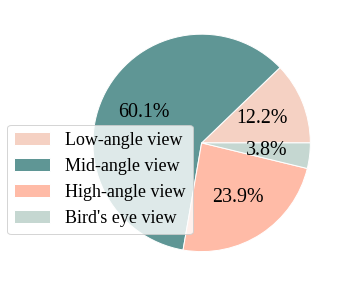 60.1%
12.2%
3.8%
23.9%
Low-angle view
Mid-angle view
High-angle view
Bird's eye view